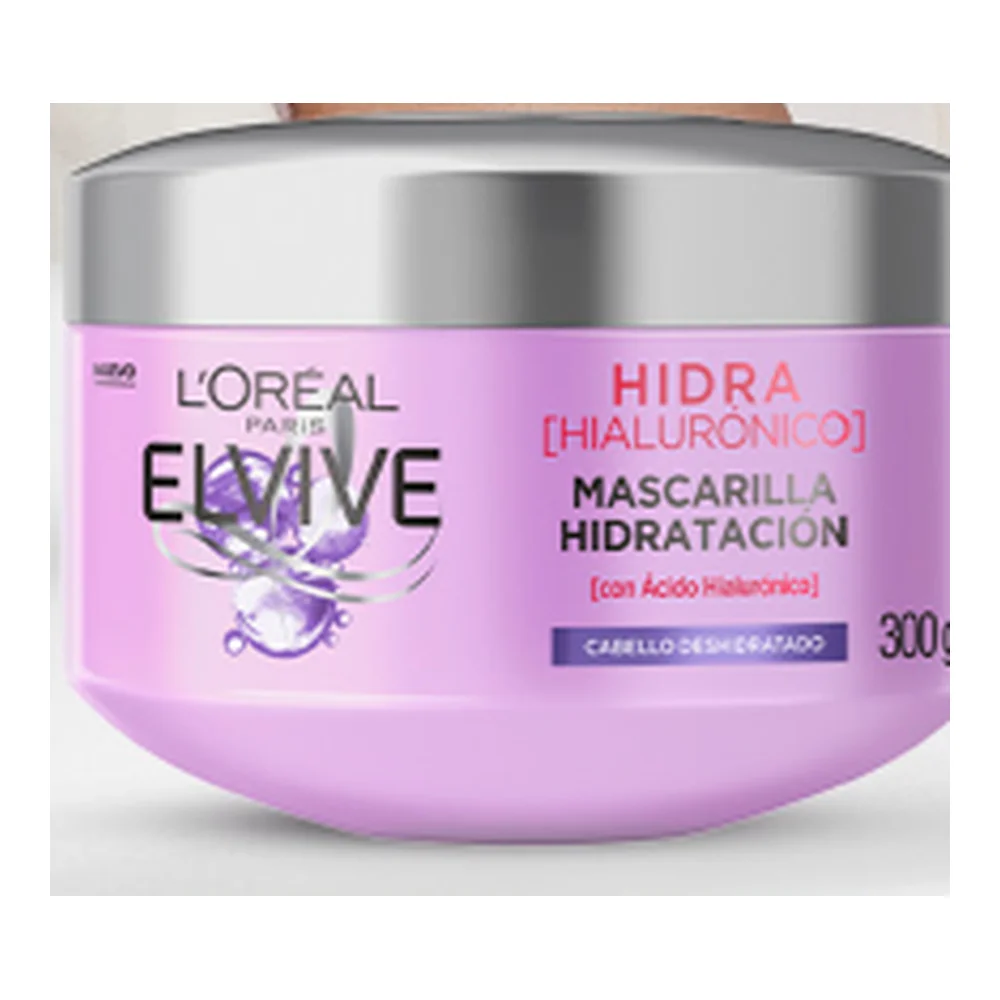 L'ORÉAL
PARIS
ELVIVE
HIDRA
[HIALURÓNICO]
MASCARILLA
HIDRATACIÓN
[con Ácido Hialurónico]
CABELLO DESHIDRATADO
300g